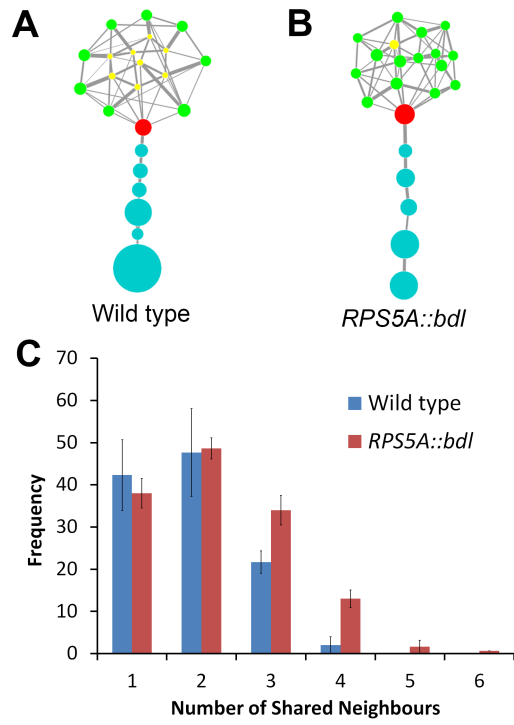 A
B
Wild type
RPS5A::bdl
C
70
60
50
40
30
20
10
0
Frequency
Wild type
RPS5A::bdl
1 2 3 4 5 6
Number of Shared Neighbours